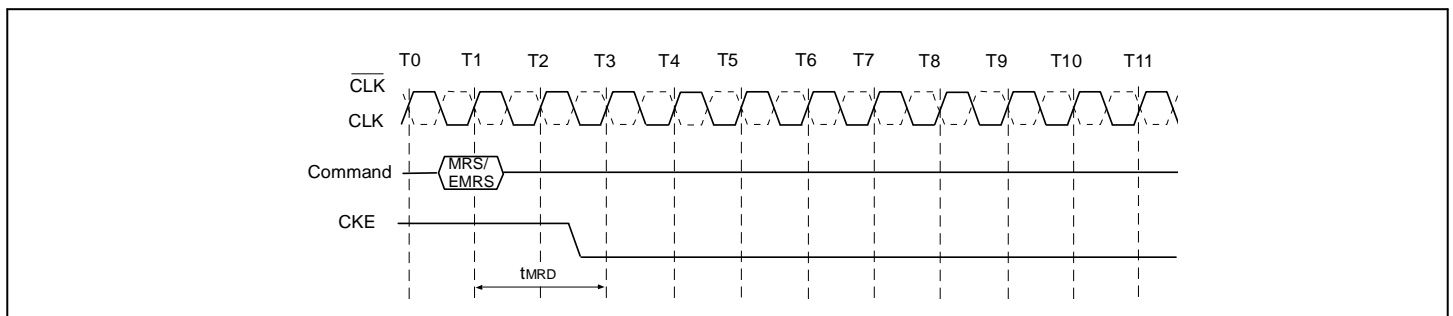 T0 T1 T2 T3 T4 T5 T6 T7 T8 T9 T10 T11
CLK
CLK
Command
MRS/
EMRS
CKE
tMRD